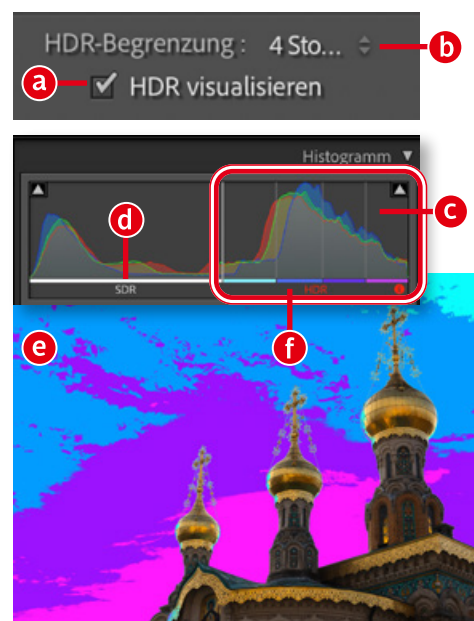 HDR-Begrenzung : 4 Sto... b
a HDR visualisieren
Histogramm
c
d
SDR HDR
e f